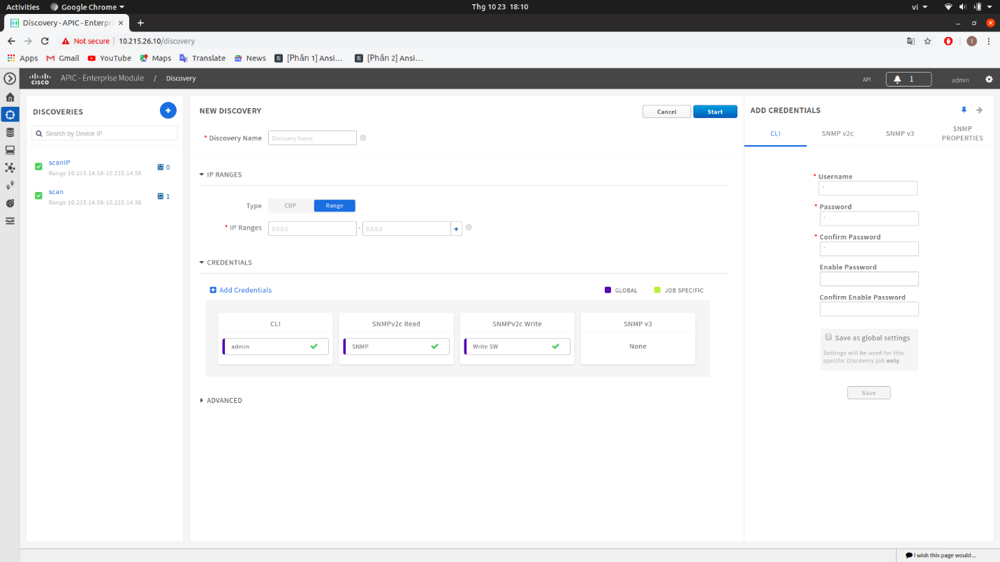 Activities
Google Chrome
Thg 10 23 18:10
vi
Discovery - APIC - Enterpri
Not secure
10.215.26.10/discovery
t
Apps
Gmail
YouTube
Maps
Translate
News
[Phần 1] Ansi…
[Phần 2] Ansi…
CISCO
APIC - Enterprise Module / Discovery
API
1
admin
DISCOVERIES
Search by Device IP
scanIP
0
Range 10.215.14.58-10.215.14.58
scan
1
Range 10.215.14.58-10.215.14.58
NEW DISCOVERY
Cancel
Start
* Discovery Name
Discovery Name
IP RANGES
Type
CDP
Range
* IP Ranges
0.0.0.0
-
0.0.0.0
+
CREDENTIALS
Add Credentials
GLOBAL
JOB SPECIFIC
CLI
admin
SNMPv2c Read
SNMP
SNMPv2c Write
Write SW
SNMP v3
None
ADVANCED
ADD CREDENTIALS
CLI
SNMP v2c
SNMP v3
SNMP
PROPERTIES
* Username
*
* Password
*
* Confirm Password
*
Enable Password
Confirm Enable Password
Save as global settings
Settings will be used for this
specific Discovery job only
Save
I wish this page would...